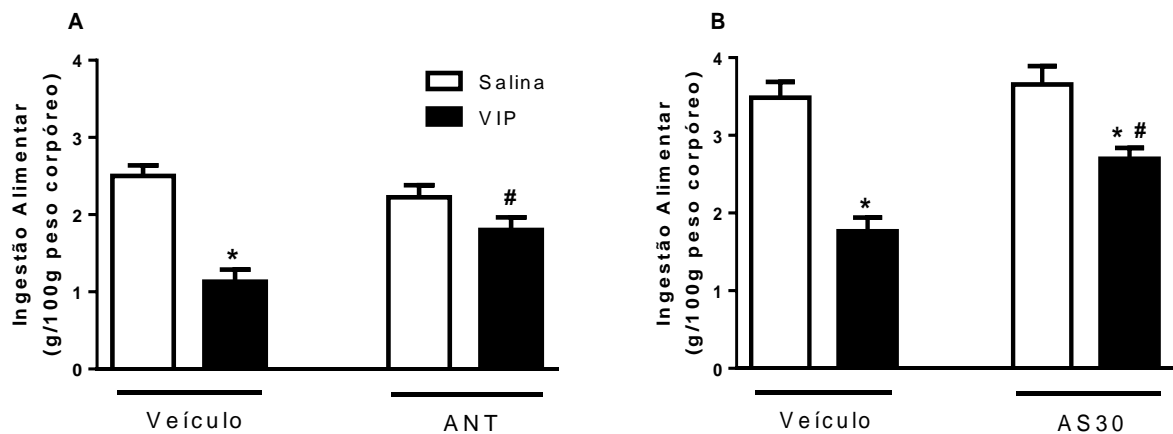 A
Ingestão Alimentar
(g/100g peso corpóreo)
4
3
2
1
0
Salina
VIP
*
#
Veículo
ANT
B
Ingestão Alimentar
(g/100g peso corpóreo)
4
3
2
1
0
*
* #
Veículo
AS30